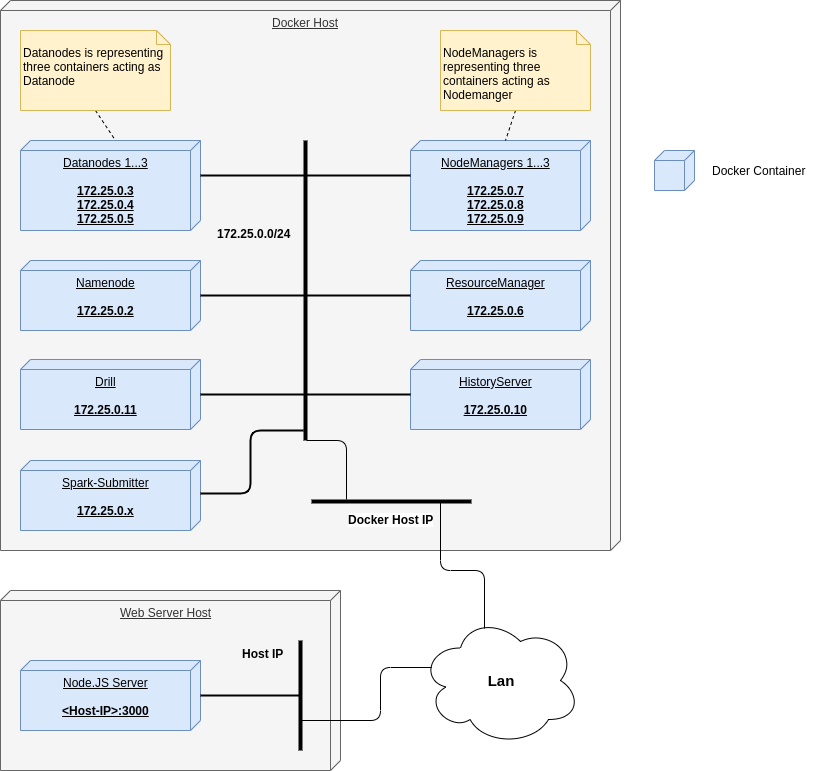 Docker Host
Datanodes is representing
three containers acting as
Datanode
NodeManagers is
representing three
containers acting as
Nodemanger
Datanodes 1...3
172.25.0.3
172.25.0.4
172.25.0.5
NodeManagers 1...3
172.25.0.7
172.25.0.8
172.25.0.9
Docker Container
172.25.0.0/24
Namenode
172.25.0.2
ResourceManager
172.25.0.6
Drill
172.25.0.11
HistoryServer
172.25.0.10
Spark-Submitter
172.25.0.x
Docker Host IP
Web Server Host
Host IP
Node.JS Server
<Host-IP>:3000
Lan